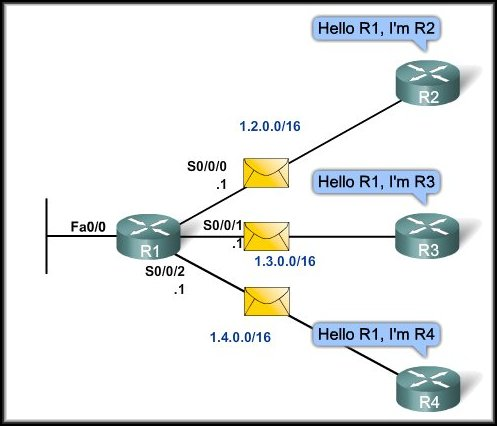 Hello R1, I'm R2
R2
1.2.0.0/16
S0/0/0
.1
Hello R1, I'm R3
Fa0/0
R1
S0/0/1
.1
R3
1.3.0.0/16
S0/0/2
.1
1.4.0.0/16
Hello R1, I'm R4
R4